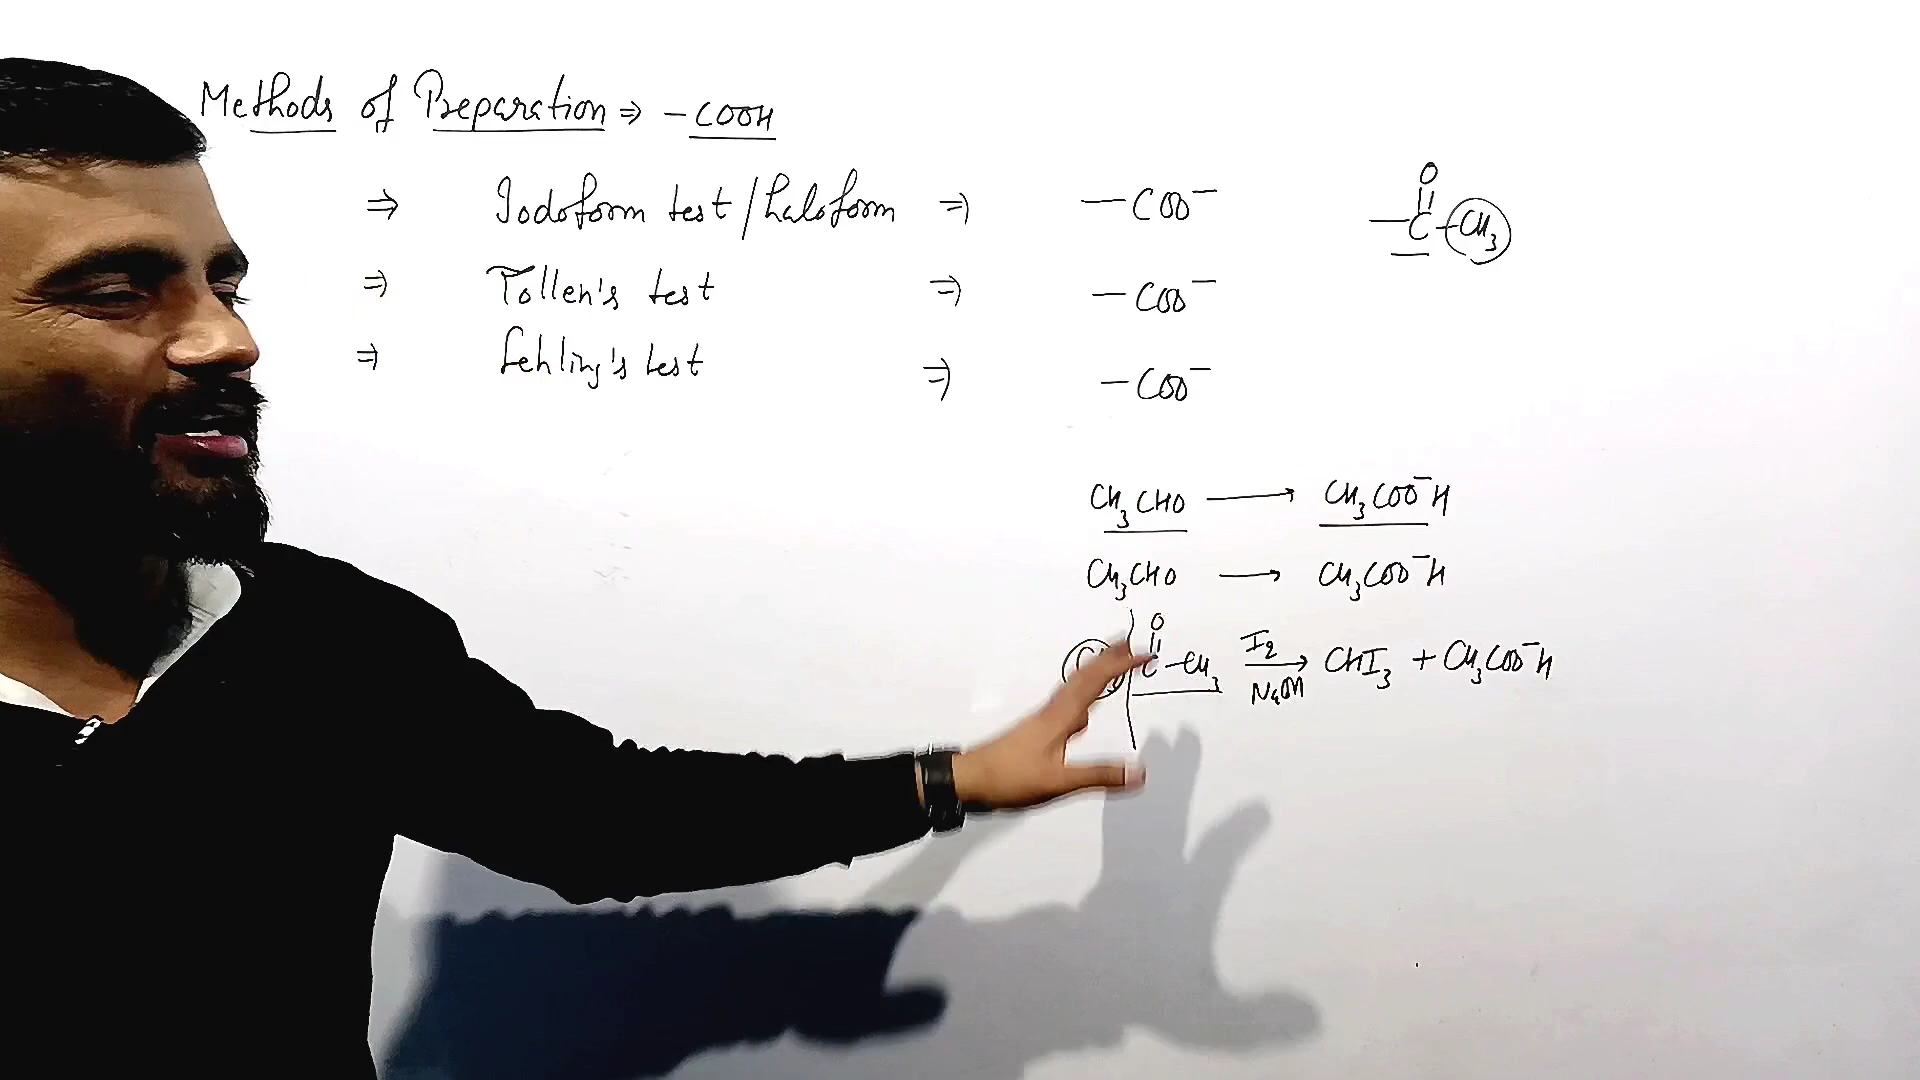 Methods of Preparation ⇒ -COOH
⇒ Iodoform test/haloform ⇒ -COO⁻
O
-C-CH₃
⇒ Tollen's test ⇒ -COO⁻
⇒ Fehling's test ⇒ -COO⁻
CH₃CHO → CH₃COO⁻H
CH₃CHO → CH₃COO⁻H
O I₂
C-CH₃ → CHI₃ + CH₃COO⁻H
NaOH